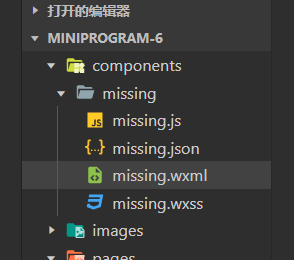 打开的编辑器
MINIPROGRAM-6
components
missing
JS missing.js
{..} missing.json
missing.wxml
missing.wxss
images
pages